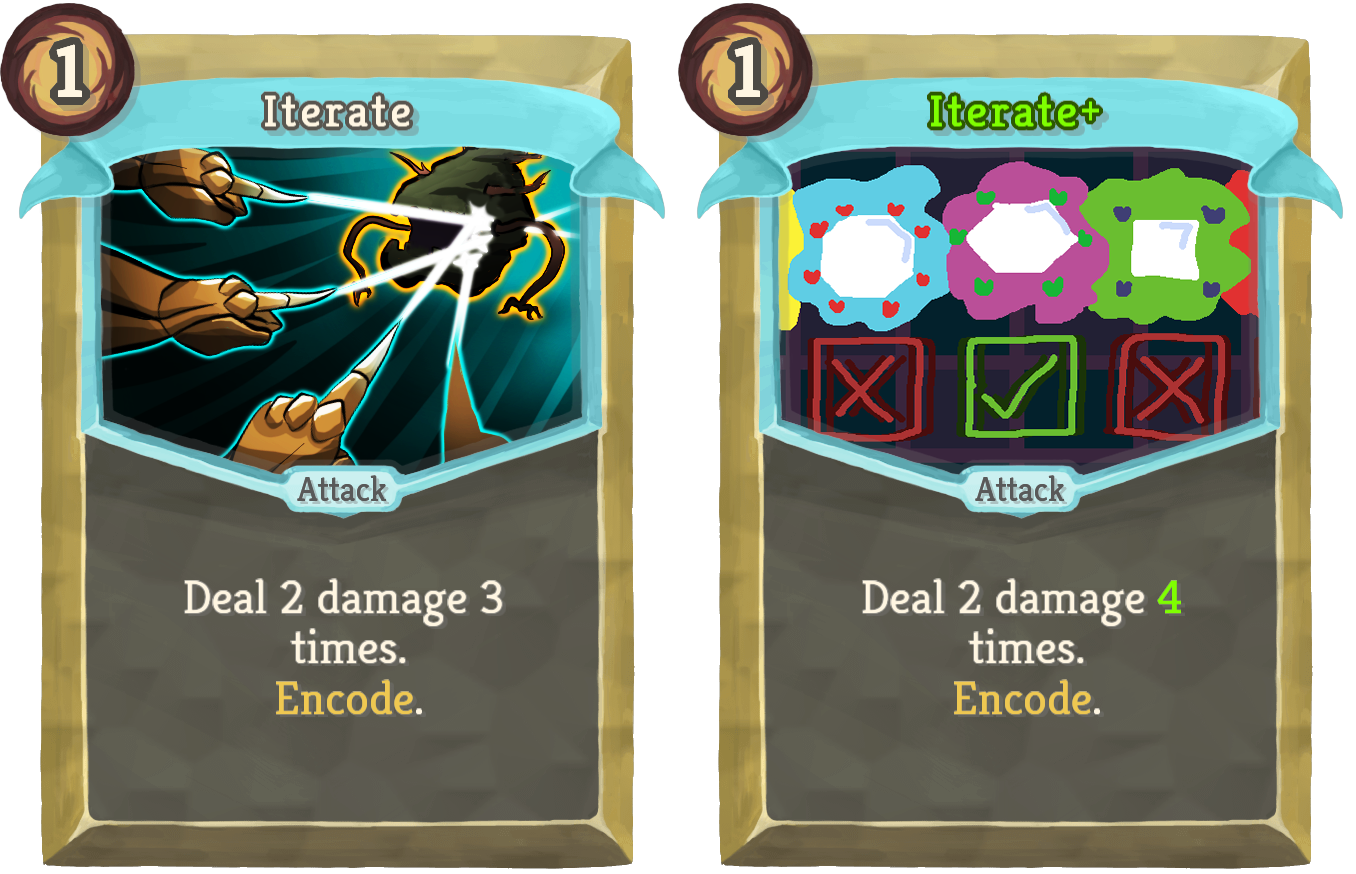 1
Iterate
Attack
Deal 2 damage 3
times.
Encode.
1
Iterate+
Attack
Deal 2 damage 4
times.
Encode.